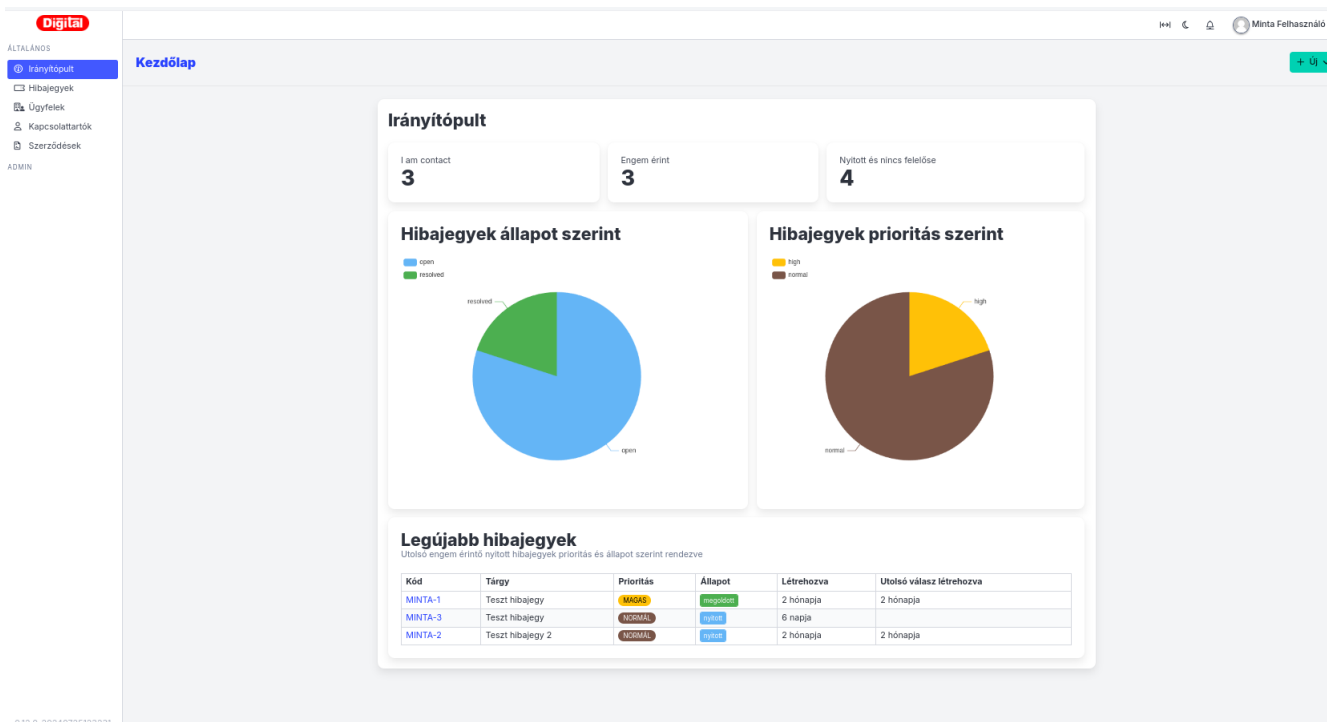 Digitál
Minta Felhasználó
ÁLTALÁNOS
Irányítópult
Hibajegyek
Ügyfelek
Kapcsolattartók
Szerződések
ADMIN
Kezdőlap
+ Új
Irányítópult
I am contact
3
Engem érint
3
Nyitott és nincs felelőse
4
Hibajegyek állapot szerint
open
resolved
resolved
open
Hibajegyek prioritás szerint
high
normal
high
normal
Legújabb hibajegyek
Utolsó engem érintő nyitott hibajegyek prioritás és állapot szerint rendezve
Kód Tárgy Prioritás Állapot Létrehozva Utolsó válasz létrehozva
MINTA-1 Teszt hibajegy MAGAS megoldott 2 hónapja 2 hónapja
MINTA-3 Teszt hibajegy NORMÁL nyitott 6 napja
MINTA-2 Teszt hibajegy 2 NORMÁL nyitott 2 hónapja 2 hónapja